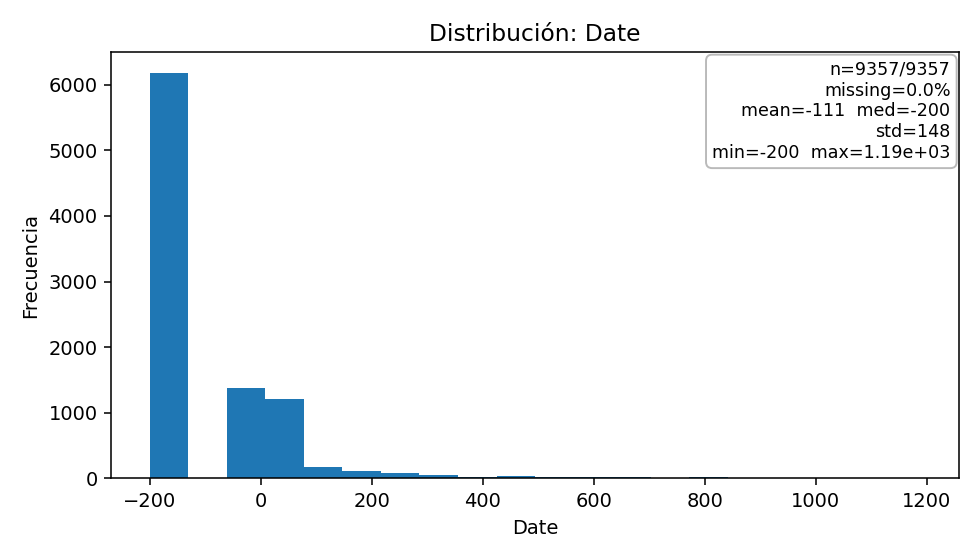 Distribución: Date
n=9357/9357
missing=0.0%
mean=-111  med=-200
std=148
min=-200  max=1.19e+03
Frecuencia
6000
5000
4000
3000
2000
1000
0
−200 0 200 400 600 800 1000 1200
Date